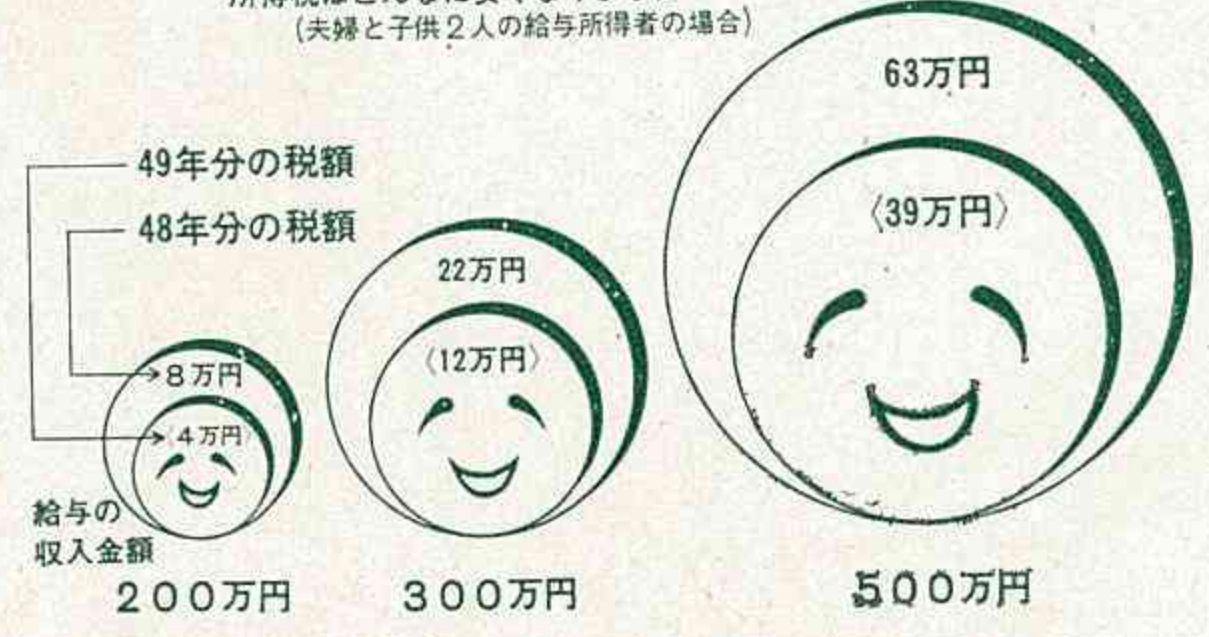 (夫婦と子供2人の給与所得者の場合)
63万円
〈39万円〉
49年分の税額
48年分の税額
22万円
〈12万円〉
8万円
〈4万円〉
給与の
収入金額
200万円
300万円
500万円